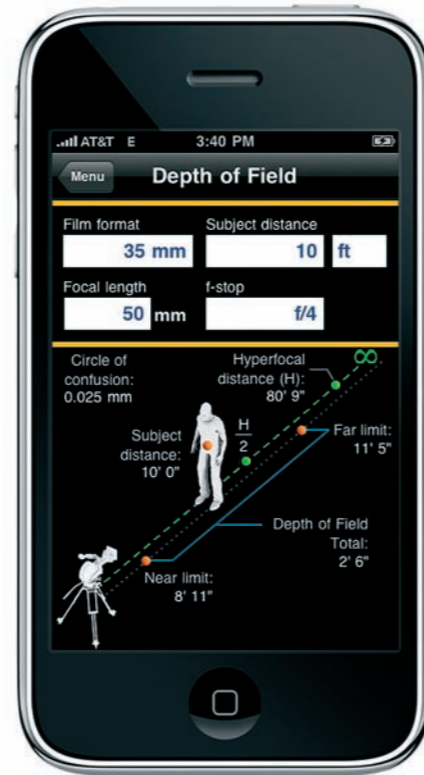 AT&T E 3:40 PM
Menu Depth of Field
Film format Subject distance
35 mm 10 ft
Focal length f-stop
50 mm f/4
Circle of
confusion:
0.025 mm
Hyperfocal
distance (H):
80' 9"
∞
Subject
distance:
10' 0"
H
2
Far limit:
11' 5"
Depth of Field
Total:
2' 6"
Near limit:
8' 11"